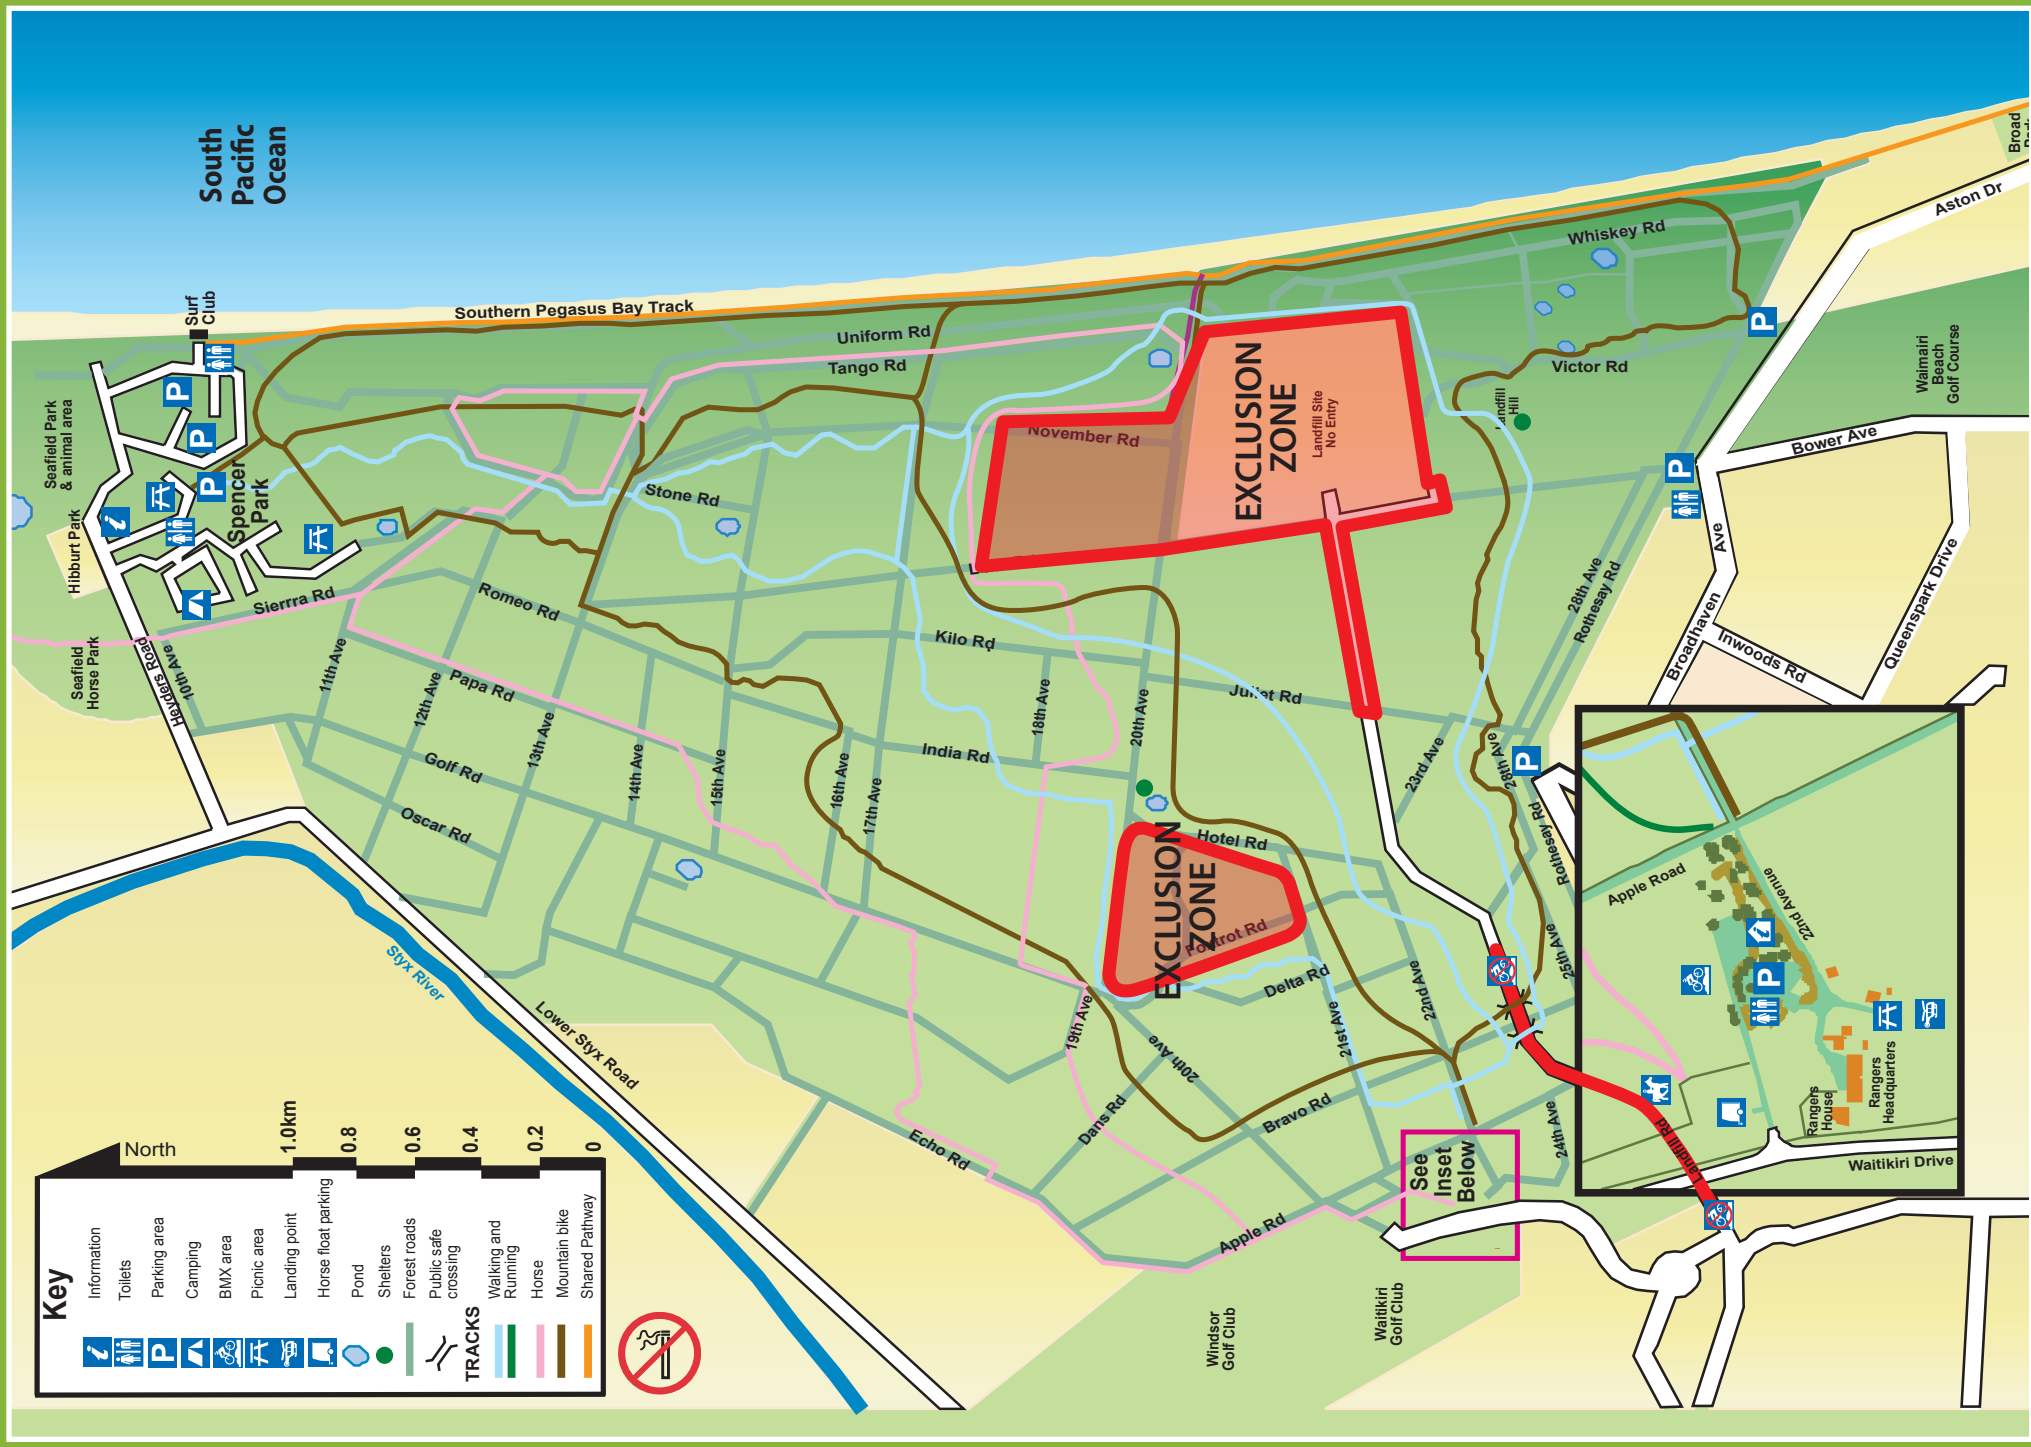 South
Pacific
Ocean
Surf
Club
Southern Pegasus Bay Track
Uniform Rd
Tango Rd
Whiskey Rd
Victor Rd
Aston Dr
Broad
Waimairi
Beach
Golf Course
Bower Ave
Seafield Park
& animal area
Hibburt Park
Spencer
Park
Seafield
Horse Park
Heyders Road
10th Ave
Sierrra Rd
Stone Rd
November Rd
EXCLUSION
ZONE
Landfill Site
No Entry
Landfill
Hill
Romeo Rd
11th Ave
12th Ave
Papa Rd
13th Ave
Golf Rd
Oscar Rd
14th Ave
15th Ave
16th Ave
17th Ave
Kilo Rd
India Rd
18th Ave
20th Ave
Juliet Rd
Hotel Rd
23rd Ave
28th Ave
28th Ave
Rothesay Rd
Rothesay Rd
Broadhaven
Ave
Inwoods Rd
Queenspark Drive
EXCLUSION
ZONE
Foxtrot Rd
Delta Rd
19th Ave
20th Ave
21st Ave
22nd Ave
25th Ave
24th Ave
Dans Rd
Bravo Rd
Echo Rd
Apple Rd
Styx River
Lower Styx Road
See
Inset
Below
Windsor
Golf Club
Waitikiri
Golf Club
Apple Road
22nd Avenue
Rangers
House
Rangers
Headquarters
Waitikiri Drive
Landfill Rd
P
P
P
P
P
P
P
i
i
North
1.0km
0.8
0.6
0.4
0.2
0
Key
i
Information
Toilets
P
Parking area
Camping
BMX area
Picnic area
Landing point
Horse float parking
Pond
Shelters
Forest roads
Public safe
crossing
TRACKS
Walking and
Running
Horse
Mountain bike
Shared Pathway